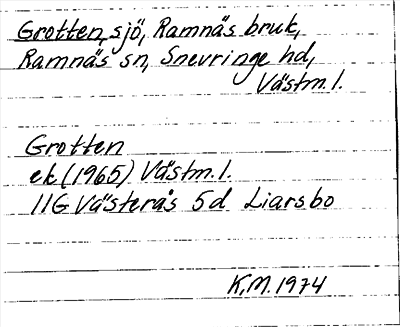 Grotten, sjö, Ramnäs bruk,
Ramnäs sn, Snevringe hd,
Västm.l.
Grotten
ek (1965) Västm.l.
11G Västerås 5d Liarsbo
K.M. 1974